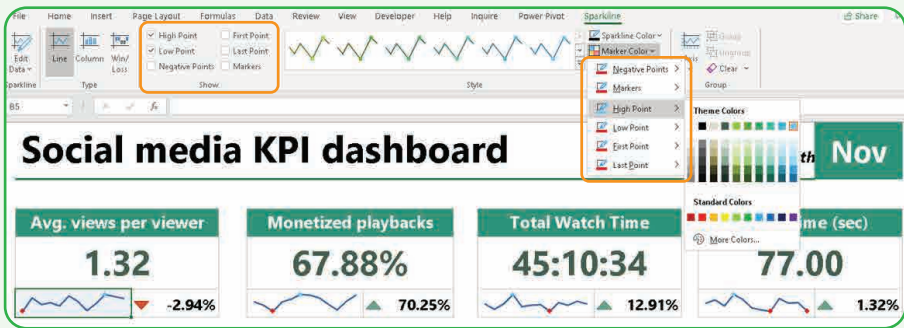 File Home Insert Page Layout Formulas Data Review View Developer Help Inquire Power Pivot Sparkline Share
Edit Data
Line Column Win/Loss
High Point First Point
Low Point Last Point
Negative Points Markers
Sparkline Color
Marker Color
Group
Ungroup
Clear
Sparkline Type Show Style Group
B5 fx
Negative Points
Markers
High Point
Low Point
First Point
Last Point
Theme Colors
Standard Colors
More Colors...
Social media KPI dashboard
th Nov
Avg. views per viewer Monetized playbacks Total Watch Time ime (sec)
1.32 67.88% 45:10:34 77.00
-2.94% 70.25% 12.91% 1.32%